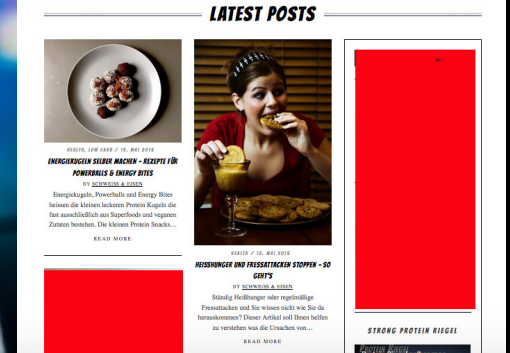 LATEST POSTS
HEALTH, LOW CARB / 18. MAI 2016
ENERGIEKUGELN SELBER MACHEN - REZEPTE FÜR
POWERBALLS & ENERGY BITES
BY SCHWEISS & EISEN
Energiekugeln, Powerballs und Energy Bites
heissen die kleinen leckeren Protein Kugeln die
fast ausschließlich aus Superfoods und veganen
Zutaten bestehen. Die kleinen Protein Snacks…
READ MORE
HEALTH / 18. MAI 2016
HEISSHUNGER UND FRESSATTACKEN STOPPEN - SO
GEHT'S
BY SCHWEISS & EISEN
Ständig Heißhunger oder regelmäßige
Fressattacken und Sie wissen nicht wie Sie da
herauskommen? Dieser Artikel soll Ihnen helfen
zu verstehen was die Ursachen von…
READ MORE
STRONG PROTEIN RIEGEL
PROTEIN RIEGEL